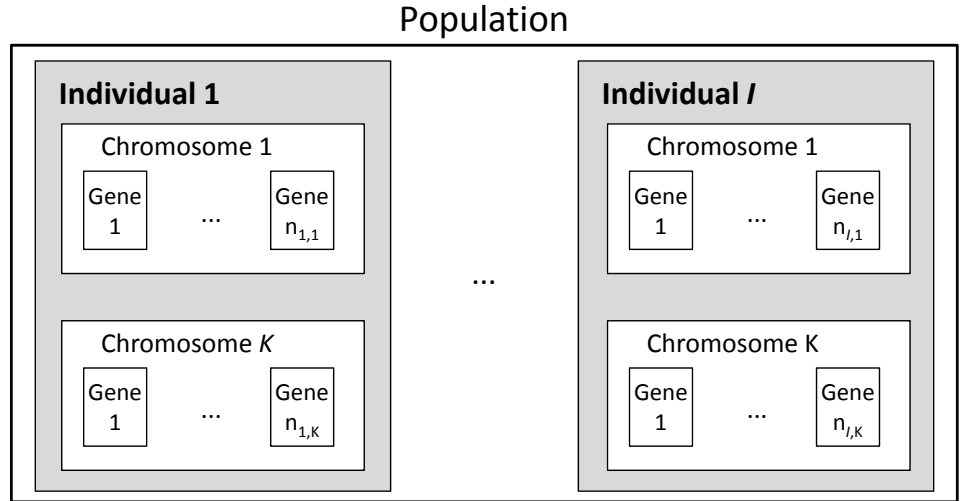 Population
Individual 1
Chromosome 1
Gene
1
...
Gene
n1,1
Chromosome K
Gene
1
...
Gene
n1,K
...
Individual I
Chromosome 1
Gene
1
...
Gene
nI,1
Chromosome K
Gene
1
...
Gene
nI,K